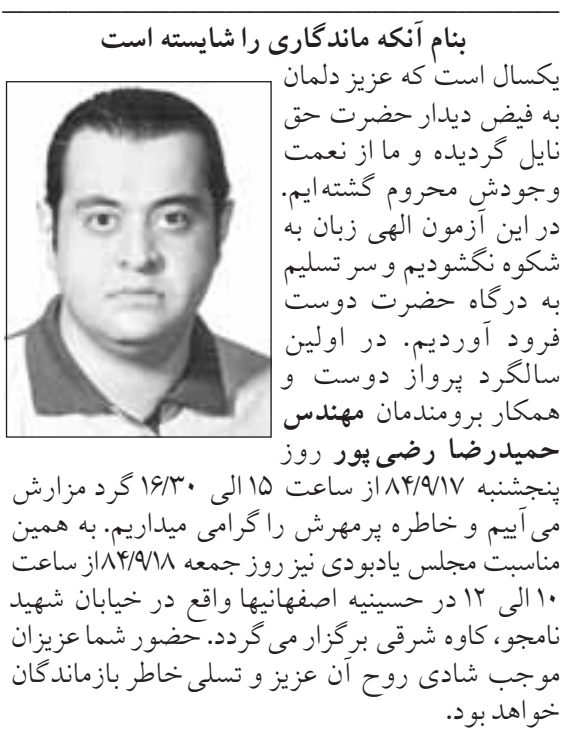 بنام آنکه ماندگاری را شایسته است
یکسال است که عزیز دلمان
به فیض دیدار حضرت حق
نایل گردیده و ما از نعمت
وجودش محروم گشته‌ایم.
در این آزمون الهی زبان به
شکوه نگشودیم و سر تسلیم
به درگاه حضرت دوست
فرود آوردیم. در اولین
سالگرد پرواز دوست و
همکار برومندمان مهندس
حمیدرضا رضی‌پور روز
پنجشنبه ۸۴/۹/۱۷ از ساعت ۱۵ الی ۱۶/۳۰ گرد مزارش
می‌آییم و خاطره پرمهرش را گرامی میداریم. به همین
مناسبت مجلس یادبودی نیز روز جمعه ۸۴/۹/۱۸ از ساعت
۱۰ الی ۱۲ در حسینیه اصفهانیها واقع در خیابان شهید
نامجو، کاوه شرقی برگزار می‌گردد. حضور شما عزیزان
موجب شادی روح آن عزیز و تسلی خاطر بازماندگان
خواهد بود.